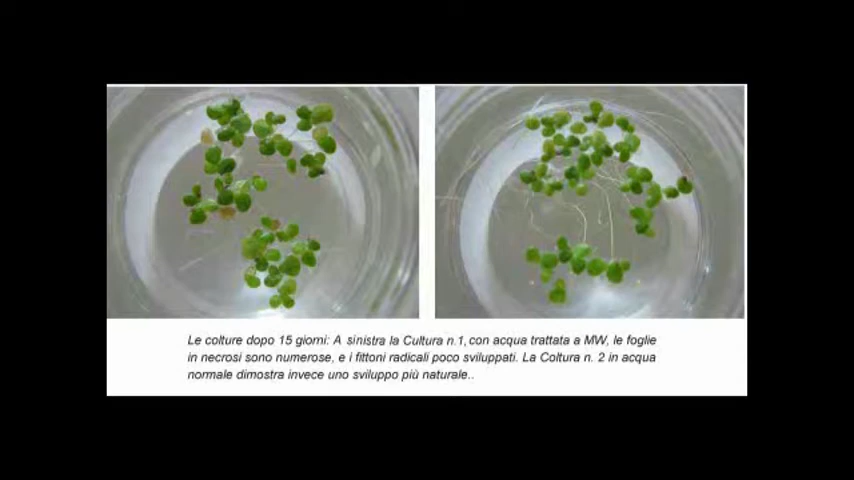 Le colture dopo 15 giorni: A sinistra la Cultura n.1, con acqua trattata a MW, le foglie
in necrosi sono numerose, e i fittoni radicali poco sviluppati. La Coltura n. 2 in acqua
normale dimostra invece uno sviluppo più naturale..